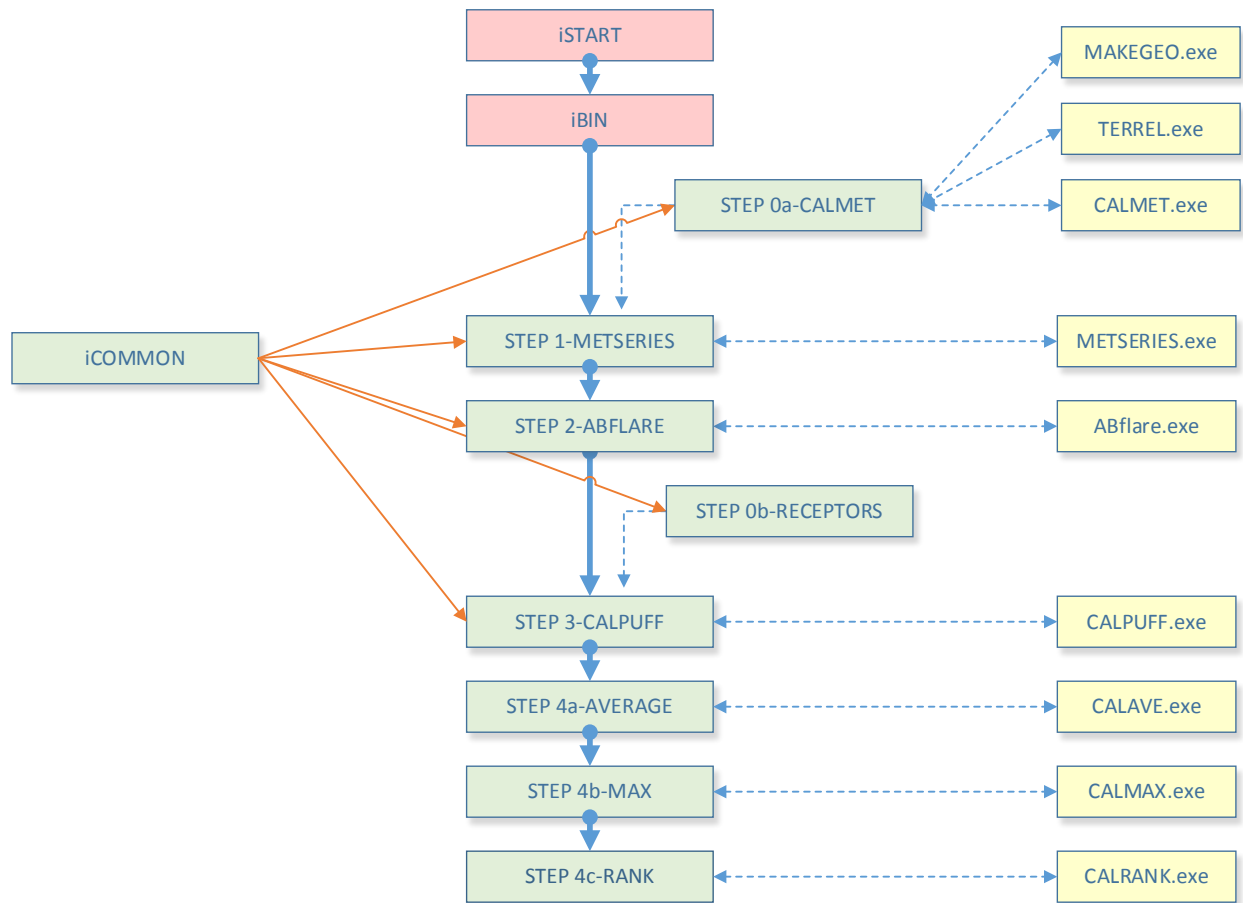 iSTART
MAKEGEO.exe
iBIN
TERREL.exe
STEP 0a-CALMET
CALMET.exe
iCOMMON
STEP 1-METSERIES
METSERIES.exe
STEP 2-ABFLARE
ABflare.exe
STEP 0b-RECEPTORS
STEP 3-CALPUFF
CALPUFF.exe
STEP 4a-AVERAGE
CALAVE.exe
STEP 4b-MAX
CALMAX.exe
STEP 4c-RANK
CALRANK.exe